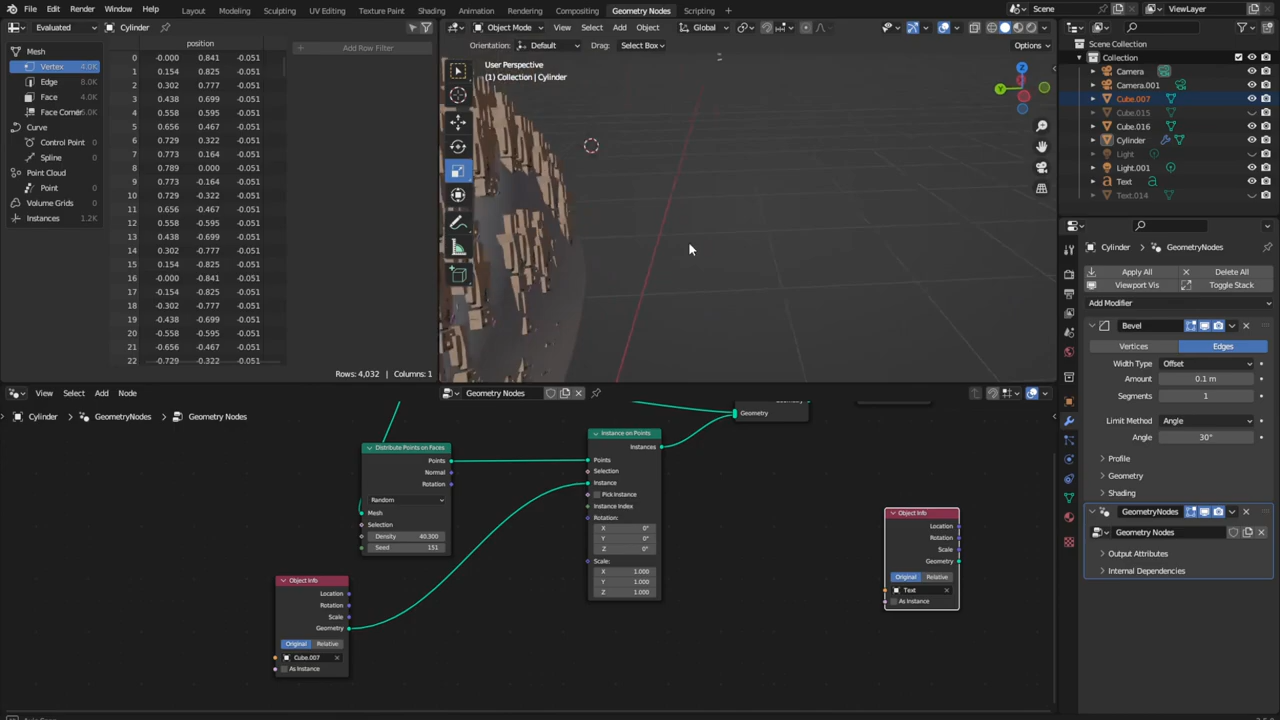 File Edit Render Window Help Layout Modeling Sculpting UV Editing Texture Paint Shading Animation Rendering Compositing Geometry Nodes Scripting Scene ViewLayer
Evaluated Cylinder
position
Mesh
Vertex 4.0K
Edge 8.0K
Face 4.0K
Face Corner 6.0K
Curve
Control Point 0
Spline 0
Point Cloud
Point 0
Volume Grids 0
Instances 1.2K
0 -0.000 0.841 -0.051
1 0.154 0.825 -0.051
2 0.302 0.777 -0.051
3 0.438 0.699 -0.051
4 0.558 0.595 -0.051
5 0.656 0.467 -0.051
6 0.729 0.322 -0.051
7 0.773 0.164 -0.051
8 0.789 0.000 -0.051
9 0.773 -0.164 -0.051
10 0.729 -0.322 -0.051
11 0.656 -0.467 -0.051
12 0.558 -0.595 -0.051
13 0.438 -0.699 -0.051
14 0.302 -0.777 -0.051
15 0.154 -0.825 -0.051
16 -0.000 -0.841 -0.051
17 -0.154 -0.825 -0.051
18 -0.302 -0.777 -0.051
19 -0.438 -0.699 -0.051
20 -0.558 -0.595 -0.051
21 -0.656 -0.467 -0.051
22 -0.729 -0.322 -0.051
Add Row Filter
Rows: 4,032 | Columns: 1
Object Mode View Select Add Object Global
Orientation: Default Drag: Select Box Options
User Perspective
(1) Collection | Cylinder
Z
Y
Scene Collection
Collection
Camera
Camera.001
Cube.007
Cube.015
Cube.016
Cylinder
Light
Light.001
Text
Text.014
Cylinder GeometryNodes
Apply All Delete All
Viewport Vis Toggle Stack
Add Modifier
Bevel
Vertices Edges
Width Type Offset
Amount 0.1 m
Segments 1
Limit Method Angle
Angle 30°
Profile
Geometry
Shading
GeometryNodes
Geometry Nodes
Output Attributes
Internal Dependencies
View Select Add Node Geometry Nodes
Cylinder GeometryNodes Geometry Nodes
Geometry
Distribute Points on Faces
Points
Normal
Rotation
Random
Mesh
Selection
Density 40.300
Seed 151
Instance on Points
Instances
Points
Selection
Instance
Pick Instance
Instance Index
Rotation:
X 0°
Y 0°
Z 0°
Scale:
X 1.000
Y 1.000
Z 1.000
Object Info
Location
Rotation
Scale
Geometry
Original Relative
Text
As Instance
Object Info
Location
Rotation
Scale
Geometry
Original Relative
Cube.007
As Instance